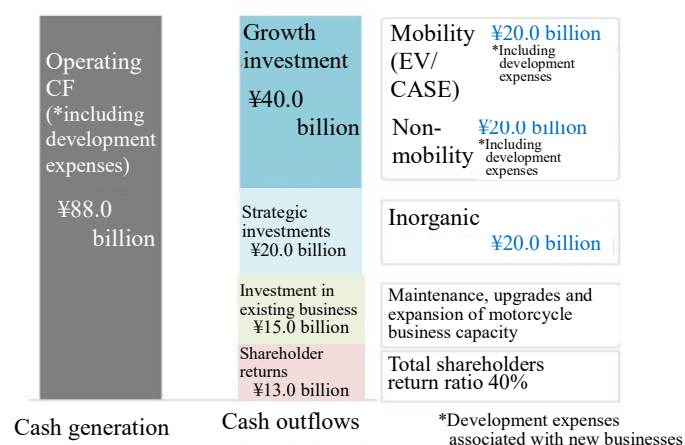 Operating
CF
(*including
development
expenses)
¥88.0
billion
Cash generation
Growth
investment
¥40.0
billion
Strategic
investments
¥20.0 billion
Investment in
existing business
¥15.0 billion
Shareholder
returns
¥13.0 billion
Cash outflows
Mobility
(EV/
CASE)
¥20.0 billion
*Including
development
expenses
Non-
mobility
¥20.0 billion
*Including
development
expenses
Inorganic
¥20.0 billion
Maintenance, upgrades and
expansion of motorcycle
business capacity
Total shareholders
return ratio 40%
*Development expenses
associated with new businesses